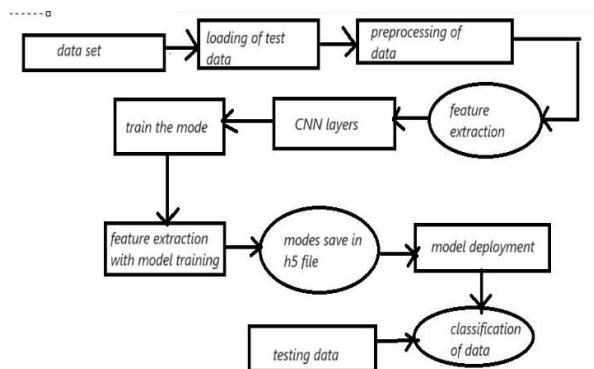 data set
loading of test
data
preprocessing of
data
feature
extraction
CNN layers
train the mode
feature extraction
with model training
modes save in
h5 file
model deployment
classification
of data
testing data